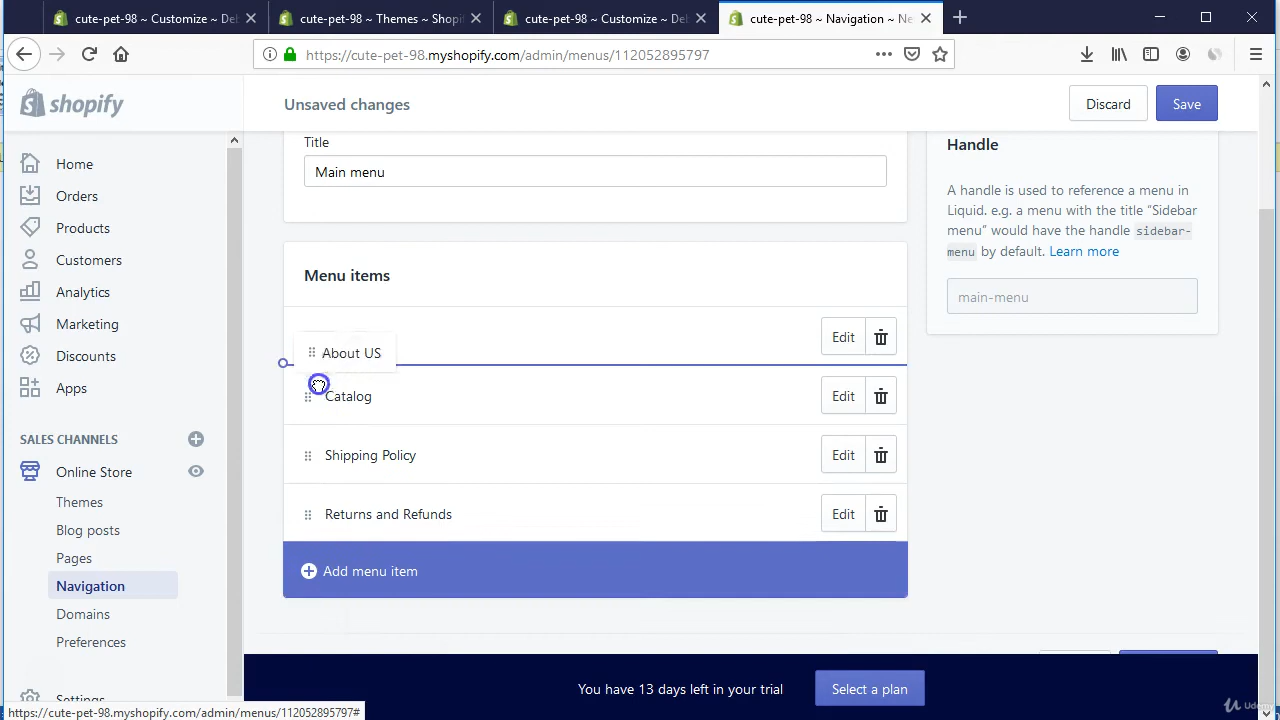 cute-pet-98 ~ Customize ~ De
cute-pet-98 ~ Themes ~ Shopi
cute-pet-98 ~ Customize ~ De
cute-pet-98 ~ Navigation ~ Ne
https://cute-pet-98.myshopify.com/admin/menus/112052895797
shopify
Unsaved changes
Discard
Save
Home
Orders
Products
Customers
Analytics
Marketing
Discounts
Apps
SALES CHANNELS
Online Store
Themes
Blog posts
Pages
Navigation
Domains
Preferences
Settings
Title
Main menu
Menu items
About US
Edit
Catalog
Edit
Shipping Policy
Edit
Returns and Refunds
Edit
Add menu item
Handle
A handle is used to reference a menu in
Liquid. e.g. a menu with the title “Sidebar
menu” would have the handle sidebar-
menu by default. Learn more
main-menu
You have 13 days left in your trial
Select a plan
https://cute-pet-98.myshopify.com/admin/menus/112052895797#
Udemy